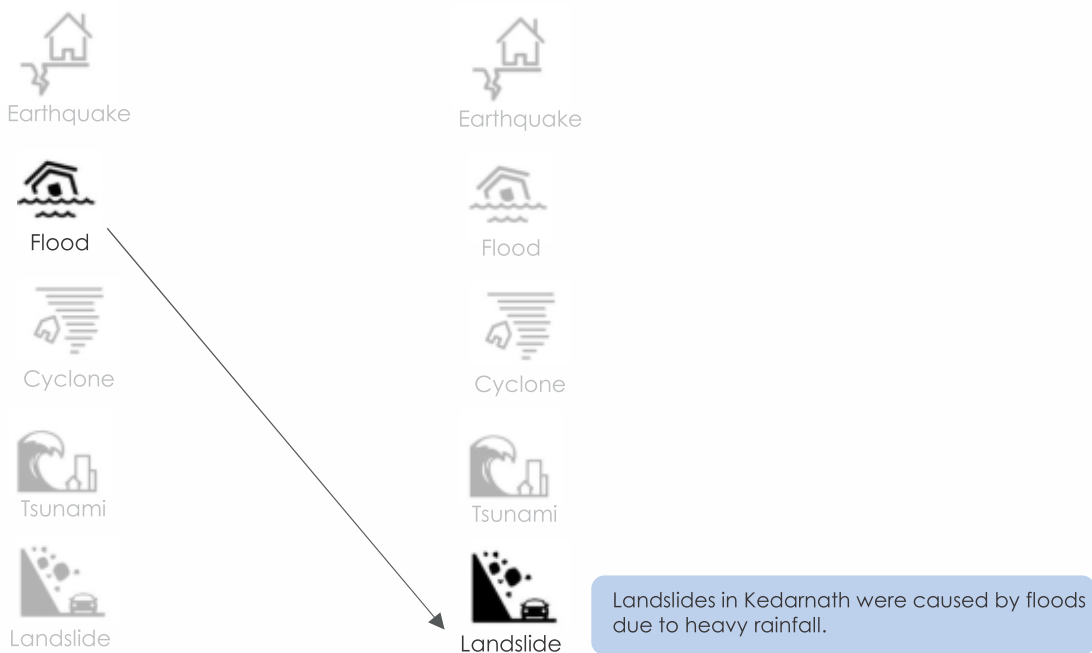 Earthquake
Earthquake
Flood
Flood
Cyclone
Cyclone
Tsunami
Tsunami
Landslide
Landslide
Landslides in Kedarnath were caused by floods
due to heavy rainfall.